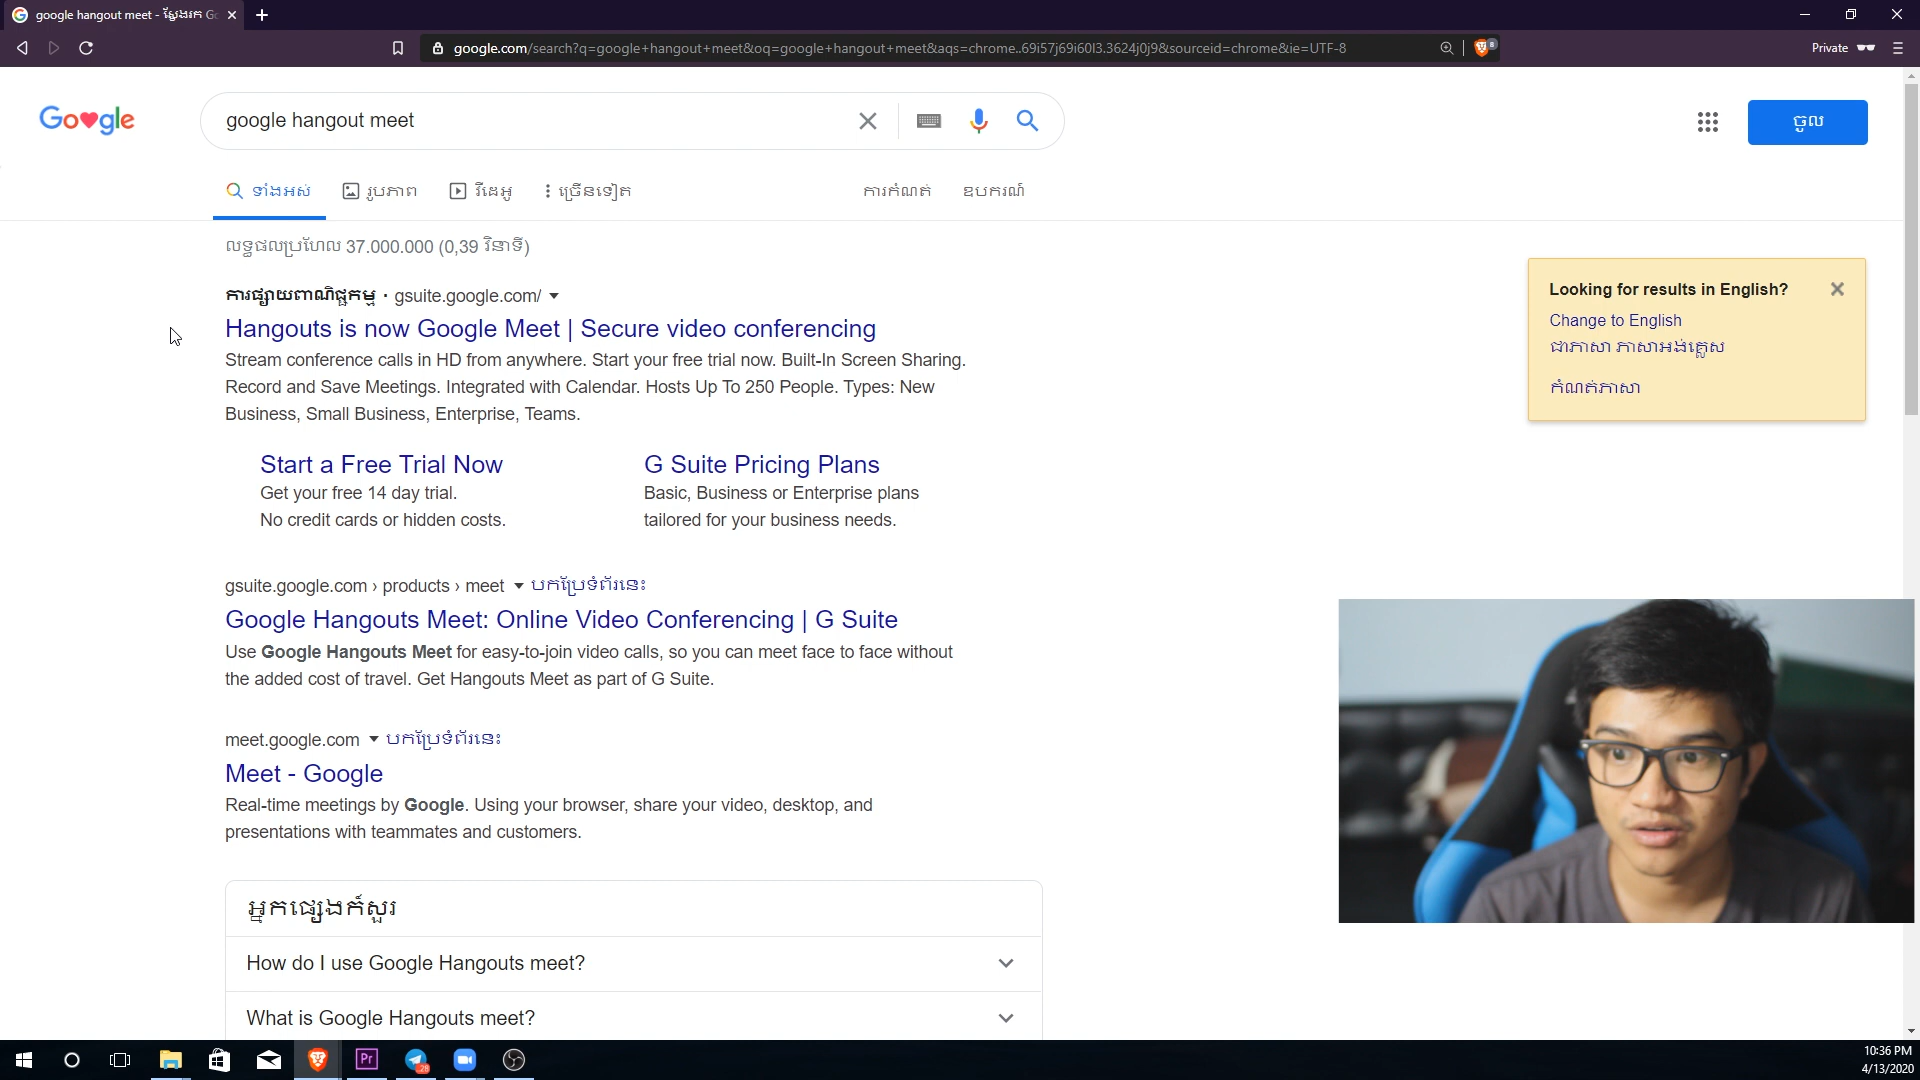 google hangout meet - ស្វែងរក Go
google.com/search?q=google+hangout+meet&oq=google+hangout+meet&aqs=chrome..69i57j69i60l3.3624j0j9&sourceid=chrome&ie=UTF-8
8
Private
Google
google hangout meet
ចូល
ទាំងអស់ រូបភាព វីដេអូ ច្រើនទៀត ការកំណត់ ឧបករណ៍
លទ្ធផលប្រហែល 37.000.000 (0,39 វិនាទី)
ការផ្សាយពាណិជ្ជកម្ម · gsuite.google.com/
Hangouts is now Google Meet | Secure video conferencing
Stream conference calls in HD from anywhere. Start your free trial now. Built-In Screen Sharing.
Record and Save Meetings. Integrated with Calendar. Hosts Up To 250 People. Types: New
Business, Small Business, Enterprise, Teams.
Start a Free Trial Now
Get your free 14 day trial.
No credit cards or hidden costs.
G Suite Pricing Plans
Basic, Business or Enterprise plans
tailored for your business needs.
Looking for results in English?
Change to English
ជាភាសា ភាសាអង់គ្លេស
កំណត់ភាសា
gsuite.google.com › products › meet បកប្រែទំព័រនេះ
Google Hangouts Meet: Online Video Conferencing | G Suite
Use Google Hangouts Meet for easy-to-join video calls, so you can meet face to face without
the added cost of travel. Get Hangouts Meet as part of G Suite.
meet.google.com បកប្រែទំព័រនេះ
Meet - Google
Real-time meetings by Google. Using your browser, share your video, desktop, and
presentations with teammates and customers.
អ្នកផ្សេងក៏សួរ
How do I use Google Hangouts meet?
What is Google Hangouts meet?
Pr
28
10:36 PM
4/13/2020